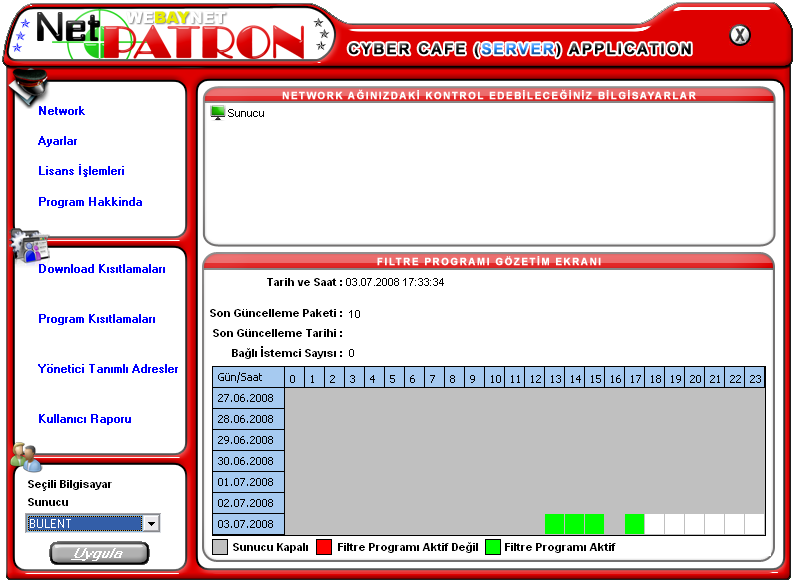 WEBAYNET
Net PATRON
CYBER CAFE (SERVER) APPLICATION
X
Network
Ayarlar
Lisans İşlemleri
Program Hakkinda
Download Kısıtlamaları
Program Kısıtlamaları
Yönetici Tanımlı Adresler
Kullanıcı Raporu
Seçili Bilgisayar
Sunucu
BULENT
Uygula
NETWORK AĞINIZDAKİ KONTROL EDEBİLECEĞİNİZ BİLGİSAYARLAR
Sunucu
FILTRE PROGRAMI GÖZETİM EKRANI
Tarih ve Saat : 03.07.2008 17:33:34
Son Güncelleme Paketi : 10
Son Güncelleme Tarihi :
Bağlı İstemci Sayısı : 0
Gün/Saat 0 1 2 3 4 5 6 7 8 9 10 11 12 13 14 15 16 17 18 19 20 21 22 23
27.06.2008
28.06.2008
29.06.2008
30.06.2008
01.07.2008
02.07.2008
03.07.2008
Sunucu Kapalı Filtre Programı Aktif Değil Filtre Programı Aktif